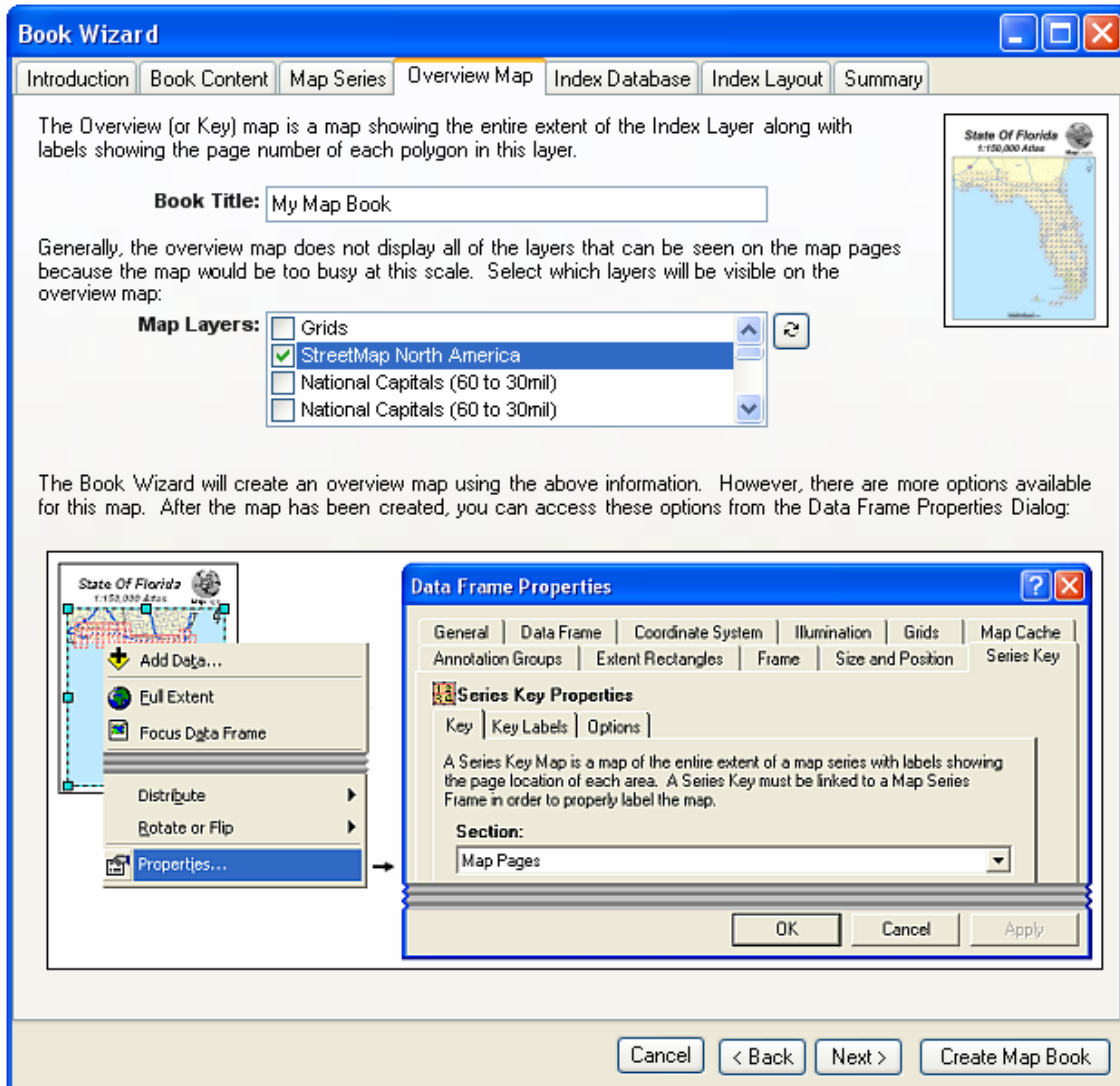 Book Wizard
Introduction Book Content Map Series Overview Map Index Database Index Layout Summary
The Overview (or Key) map is a map showing the entire extent of the Index Layer along with
labels showing the page number of each polygon in this layer.
State Of Florida
1:150,000 Atlas
Book Title: My Map Book
Generally, the overview map does not display all of the layers that can be seen on the map pages
because the map would be too busy at this scale. Select which layers will be visible on the
overview map:
Map Layers: Grids
StreetMap North America
National Capitals (60 to 30mil)
National Capitals (60 to 30mil)
The Book Wizard will create an overview map using the above information. However, there are more options available
for this map. After the map has been created, you can access these options from the Data Frame Properties Dialog:
State Of Florida
1:150,000 Atlas
Add Data...
Full Extent
Focus Data Frame
Distribute
Rotate or Flip
Properties...
Data Frame Properties
General Data Frame Coordinate System Illumination Grids Map Cache
Annotation Groups Extent Rectangles Frame Size and Position Series Key
Series Key Properties
Key Key Labels Options
A Series Key Map is a map of the entire extent of a map series with labels showing
the page location of each area. A Series Key must be linked to a Map Series
Frame in order to properly label the map.
Section:
Map Pages
OK Cancel Apply
Cancel < Back Next > Create Map Book